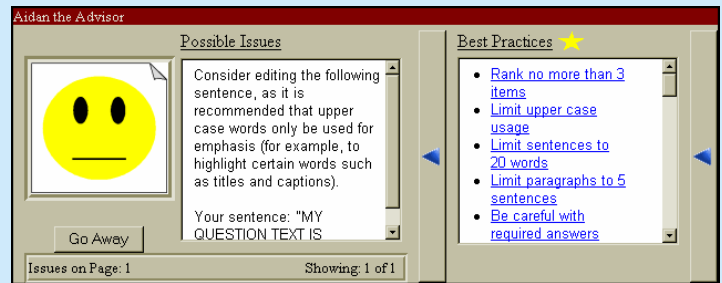 Aidan the Advisor
Possible Issues
Consider editing the following
sentence, as it is
recommended that upper
case words only be used for
emphasis (for example, to
highlight certain words such
as titles and captions).
Your sentence: "MY
QUESTION TEXT IS
Go Away
Issues on Page: 1
Showing: 1 of 1
Best Practices
Rank no more than 3
items
Limit upper case
usage
Limit sentences to
20 words
Limit paragraphs to 5
sentences
Be careful with
required answers